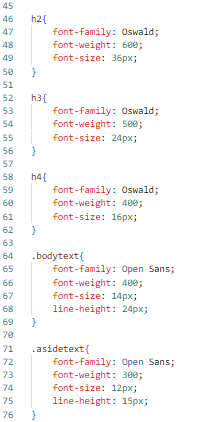 45
46 h2{
47 font-family: Oswald;
48 font-weight: 600;
49 font-size: 36px;
50 }
51
52 h3{
53 font-family: Oswald;
54 font-weight: 500;
55 font-size: 24px;
56 }
57
58 h4{
59 font-family: Oswald;
60 font-weight: 400;
61 font-size: 16px;
62 }
63
64 .bodytext{
65 font-family: Open Sans;
66 font-weight: 400;
67 font-size: 14px;
68 line-height: 24px;
69 }
70
71 .asidetext{
72 font-family: Open Sans;
73 font-weight: 300;
74 font-size: 12px;
75 line-height: 15px;
76 }